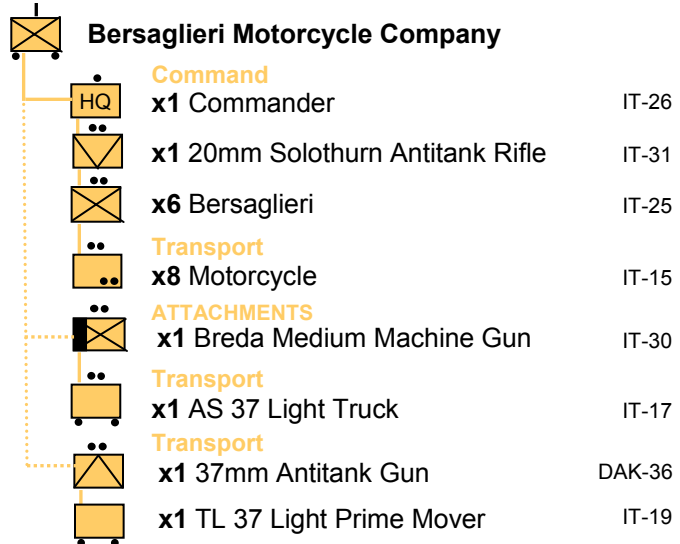 Bersaglieri Motorcycle Company
Command
HQ x1 Commander IT-26
x1 20mm Solothurn Antitank Rifle IT-31
x6 Bersaglieri IT-25
Transport
x8 Motorcycle IT-15
ATTACHMENTS
x1 Breda Medium Machine Gun IT-30
Transport
x1 AS 37 Light Truck IT-17
Transport
x1 37mm Antitank Gun DAK-36
x1 TL 37 Light Prime Mover IT-19